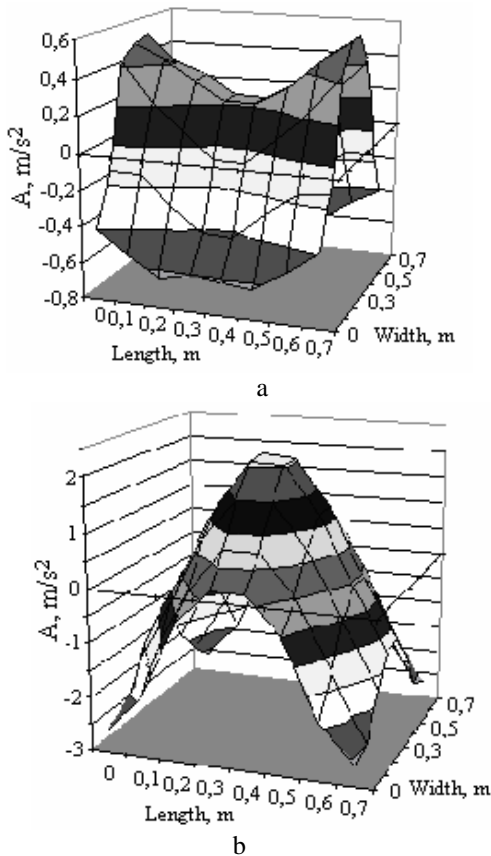 0,6
0,4
0,2
0
-0,2
-0,4
-0,6
-0,8
A, m/s²
0 0,1 0,2 0,3 0,4 0,5 0,6 0,7
Length, m
0 0,3 0,5 0,7
Width, m
a
2
1
0
-1
-2
-3
A, m/s²
0 0,1 0,2 0,3 0,4 0,5 0,6 0,7
Length, m
0 0,3 0,5 0,7
Width, m
b